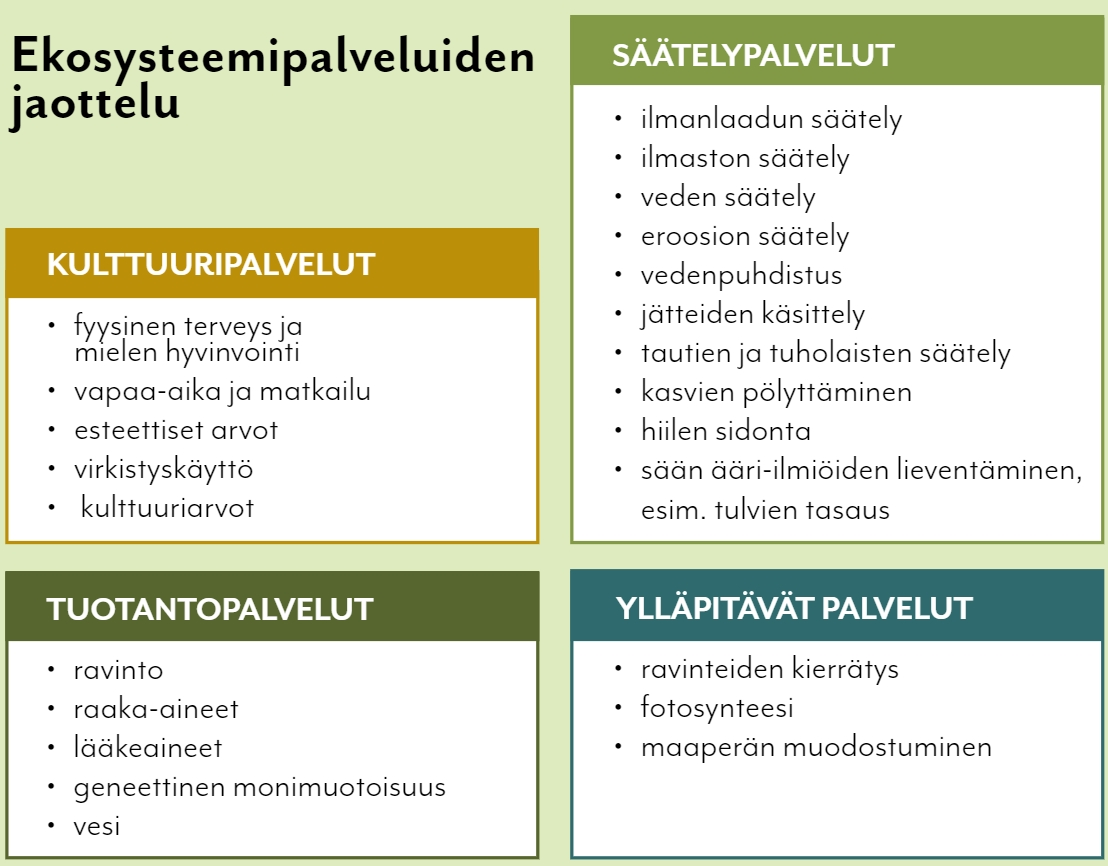 Ekosysteemipalveluiden
jaottelu
KULTTUURIPALVELUT
• fyysinen terveys ja
mielen hyvinvointi
• vapaa-aika ja matkailu
• esteettiset arvot
• virkistyskäyttö
• kulttuuriarvot
SÄÄTELYPALVELUT
• ilmanlaadun säätely
• ilmaston säätely
• veden säätely
• eroosion säätely
• vedenpuhdistus
• jätteiden käsittely
• tautien ja tuholaisten säätely
• kasvien pölyttäminen
• hiilen sidonta
• sään ääri-ilmiöiden lieventäminen,
esim. tulvien tasaus
TUOTANTOPALVELUT
• ravinto
• raaka-aineet
• lääkeaineet
• geneettinen monimuotoisuus
• vesi
YLLÄPITÄVÄT PALVELUT
• ravinteiden kierrätys
• fotosynteesi
• maaperän muodostuminen